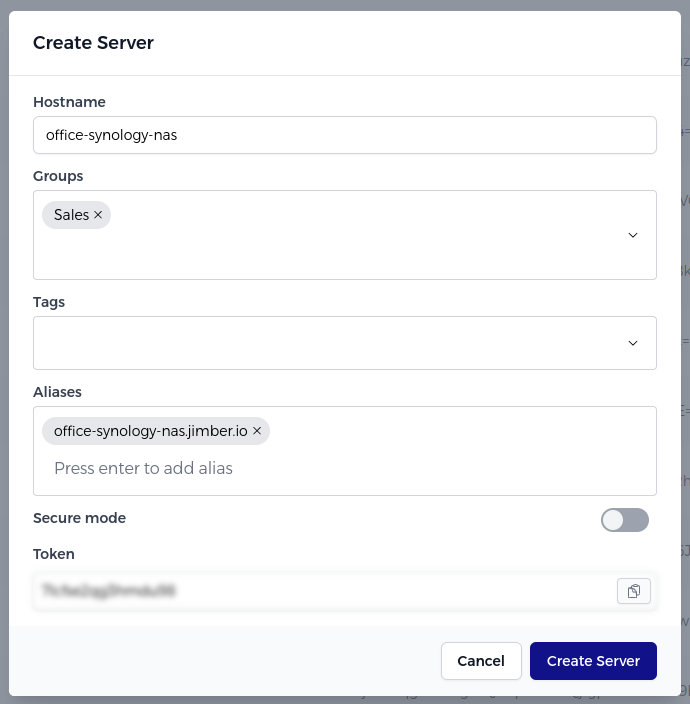 Create Server
Hostname
office-synology-nas
Groups
Sales ×
Tags
Aliases
office-synology-nas.jimber.io ×
Press enter to add alias
Secure mode
Token
Cancel
Create Server